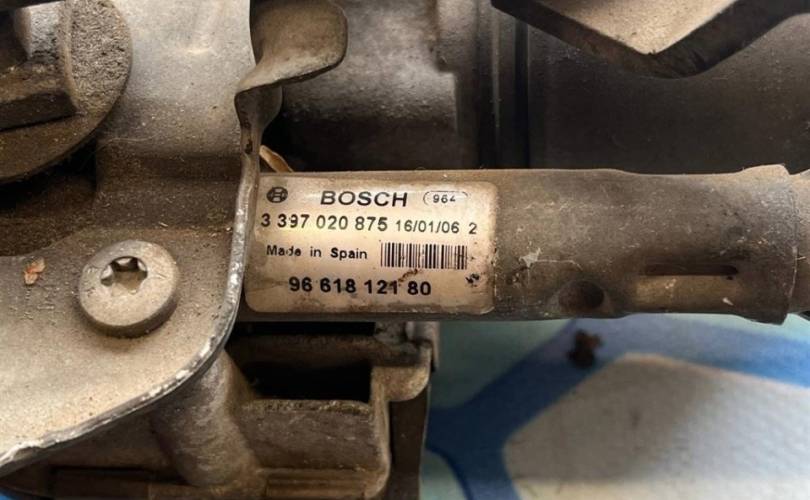 BOSCH 964
3 397 020 875 16/01/06 2
Made in Spain
96 618 121 80